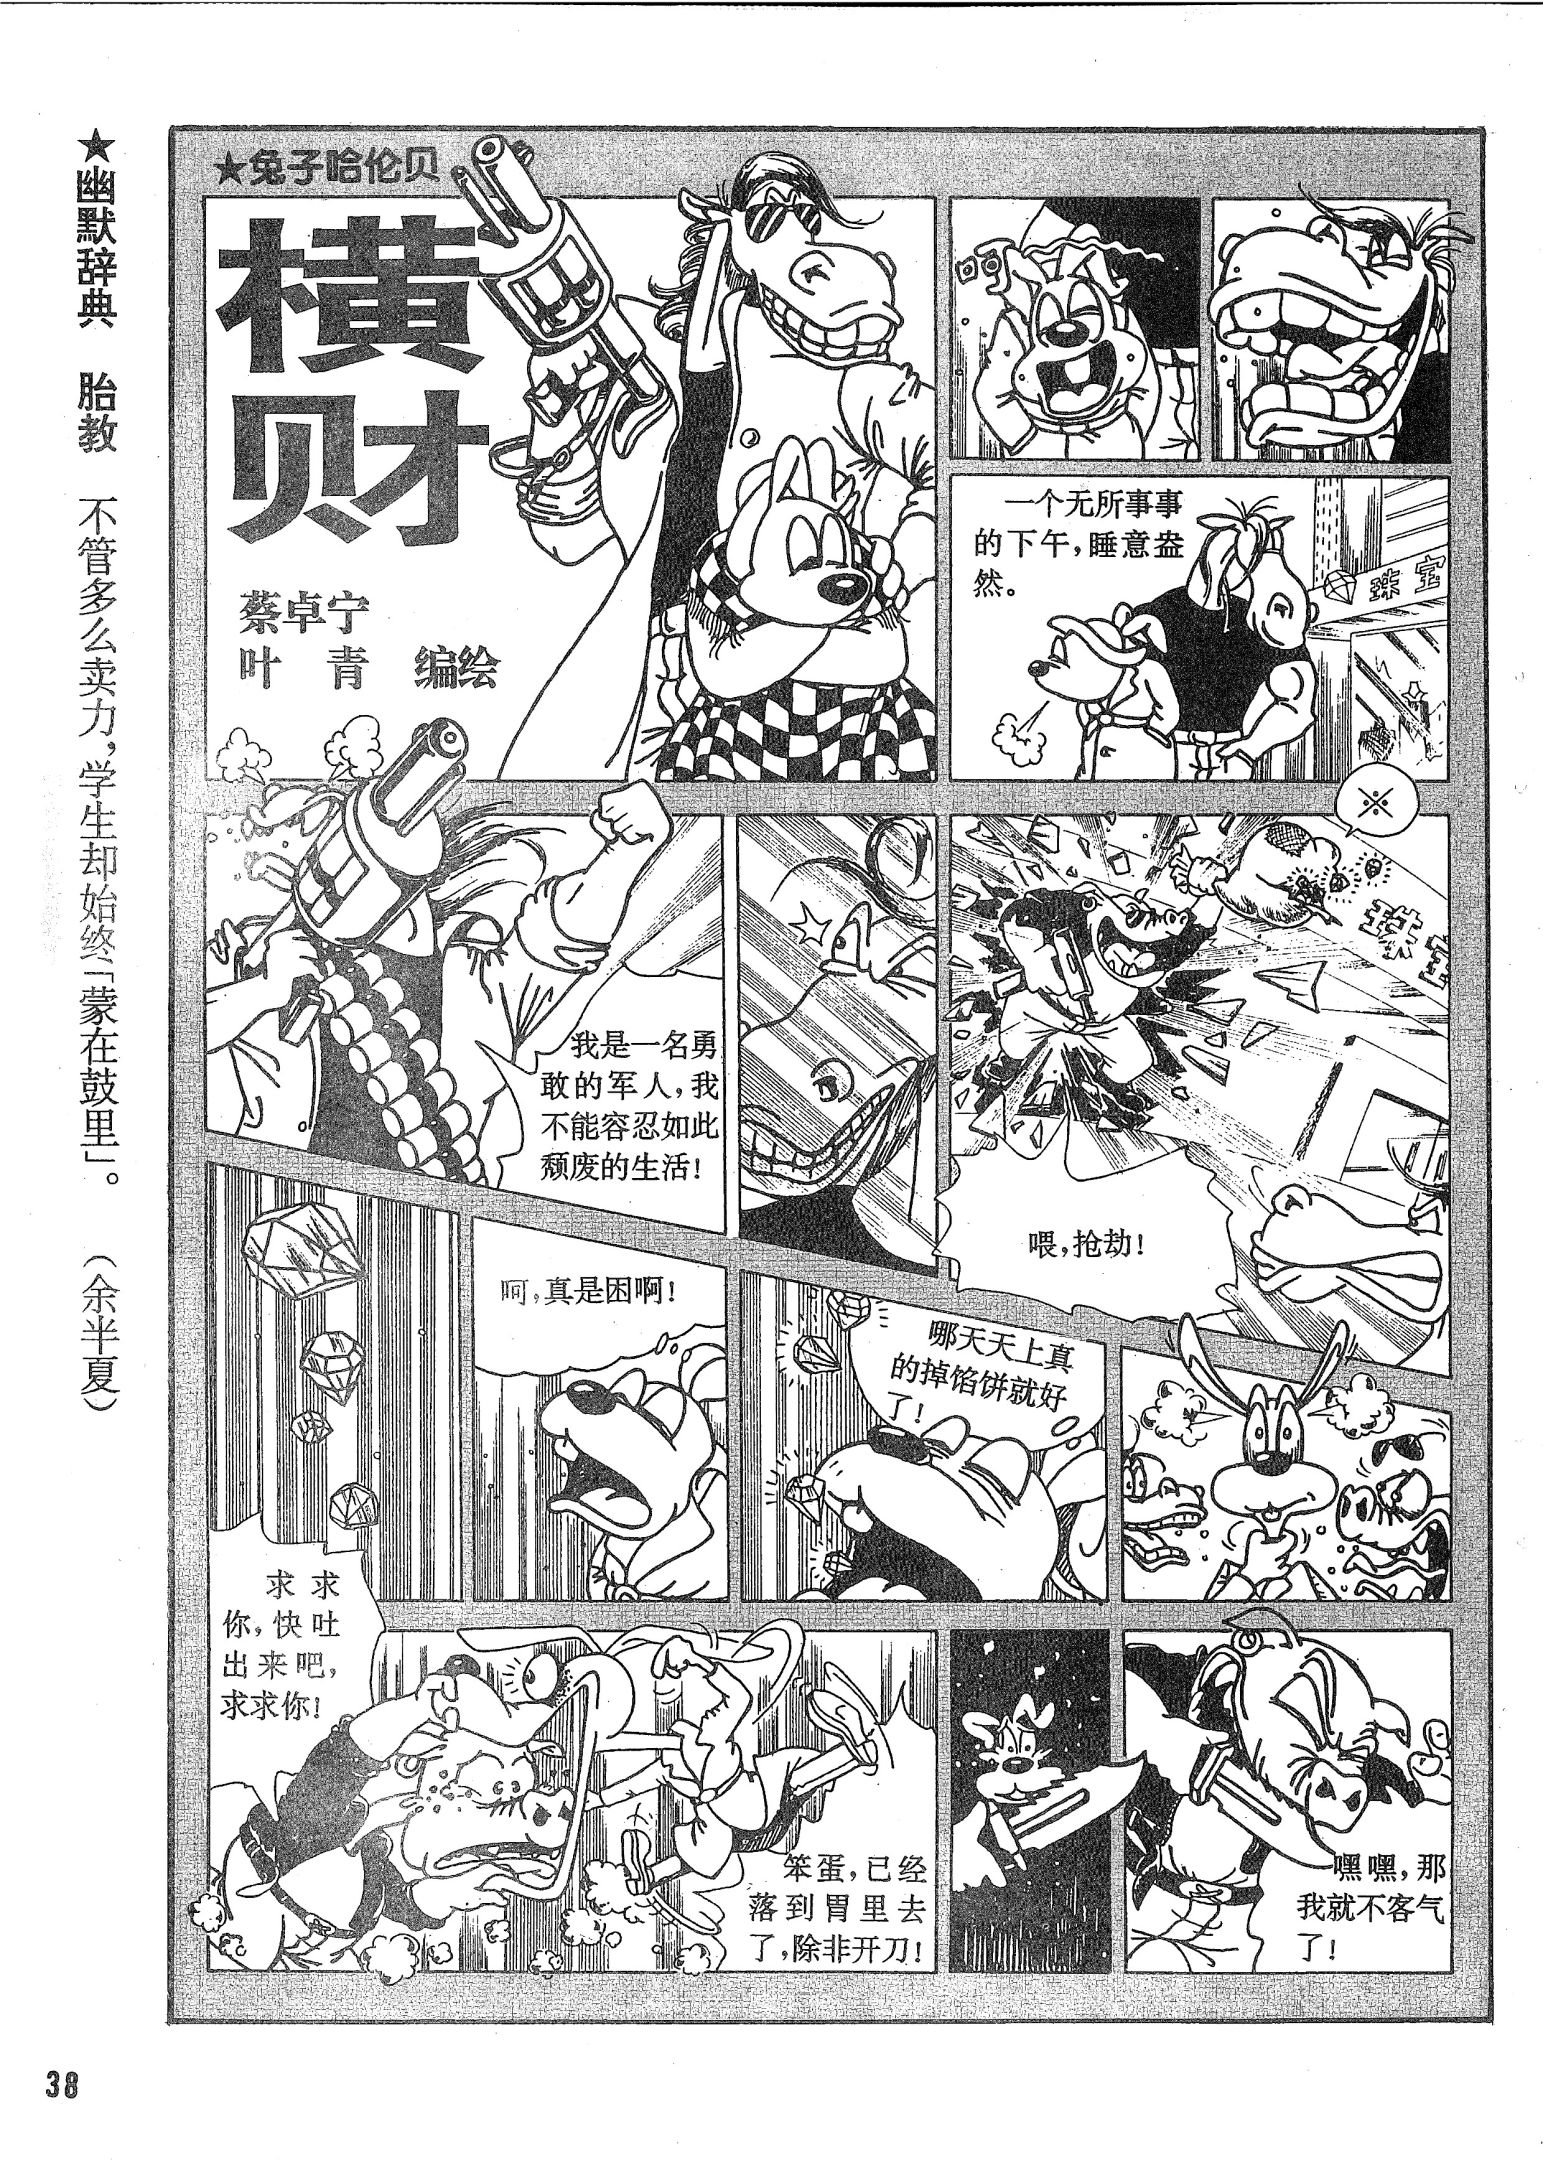 ★兔子哈伦贝
横
财
蔡卓宁
叶 青 编绘
呵
一个无所事事
的下午，睡意盎
然。
珠宝
我是一名勇
敢的军人，我
不能容忍如此
颓废的生活！
※
珠宝
喂，抢劫！
呵，真是困啊！
哪天天上真
的掉馅饼就好
了！
求求
你，快吐
出来吧，
求求你！
笨蛋，已经
落到胃里去
了，除非开刀！
嘿嘿，那
我就不客气
了！
★幽默辞典 胎教 不管多么卖力，学生却始终「蒙在鼓里」。 （余半夏）
38